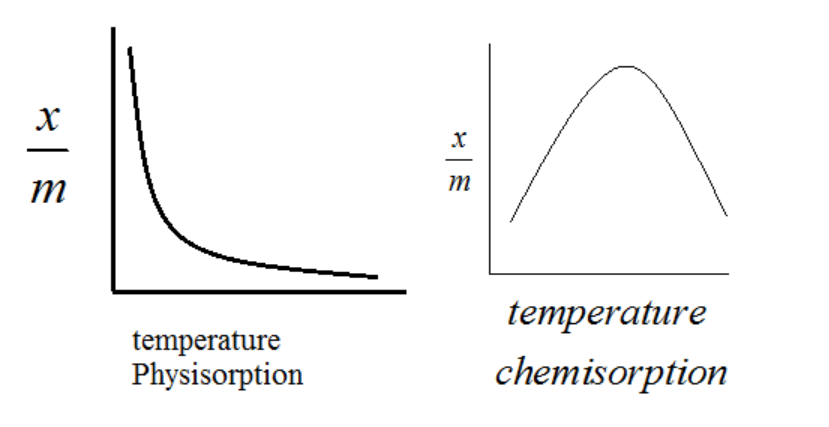 x
m
temperature
Physisorption
x
m
temperature
chemisorption